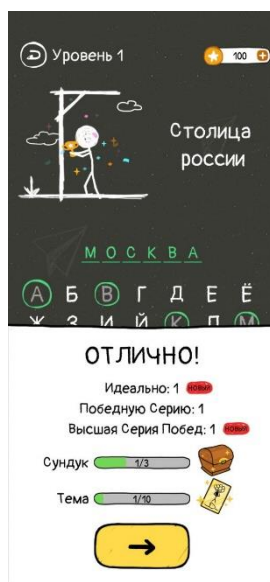 Уровень 1
100
Столица
россии
МОСКВА
А Б В Г Д Е Ё
Ж З И Й К Л М
ОТЛИЧНО!
Идеально: 1 НОВЫЙ
Победную Серию: 1
Высшая Серия Побед: 1 НОВЫЙ
Сундук 1/3
Тема 1/10